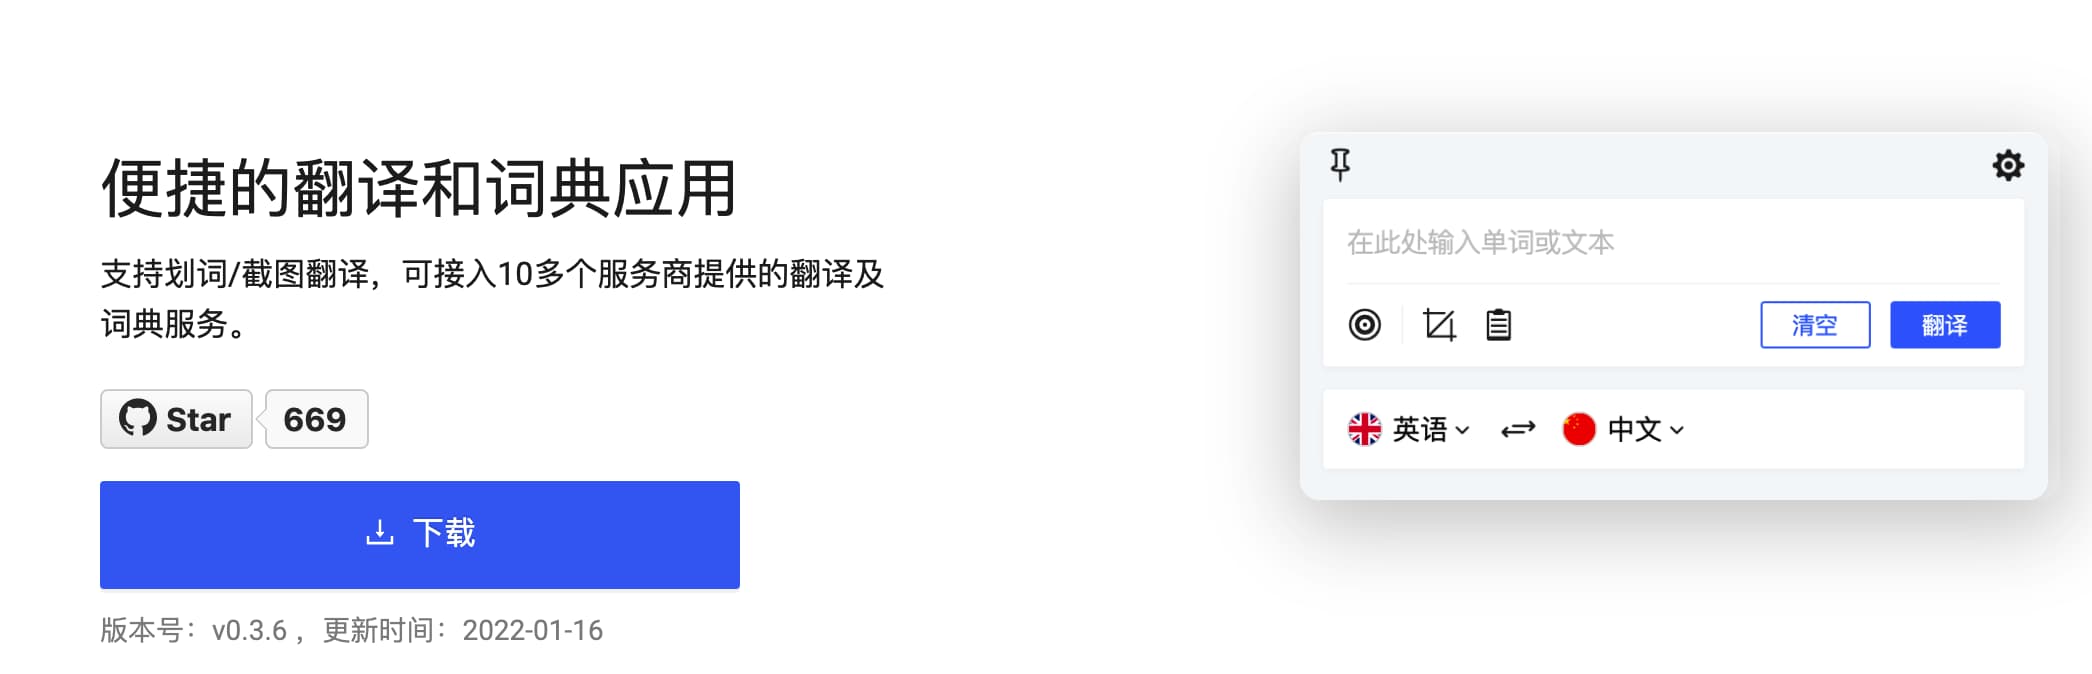 便捷的翻译和词典应用
支持划词/截图翻译，可接入10多个服务商提供的翻译及
词典服务。
Star 669
下载
版本号：v0.3.6 ，更新时间：2022-01-16
在此处输入单词或文本
清空 翻译
英语 中文